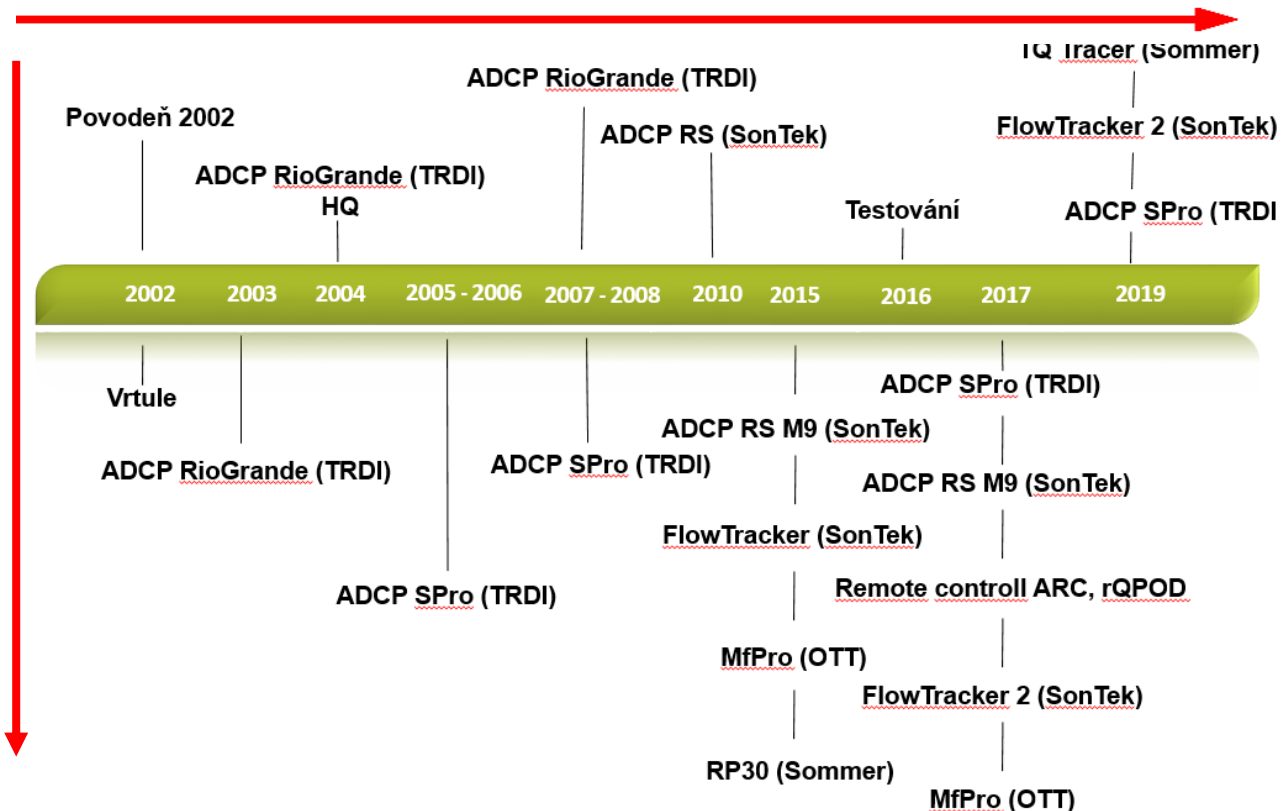 TQ Tracer (Sommer)
ADCP RioGrande (TRDI)
Povodeň 2002
FlowTracker 2 (SonTek)
ADCP RS (SonTek)
ADCP RioGrande (TRDI)
HQ
Testování
ADCP SPro (TRDI
2002 2003 2004 2005 - 2006 2007 - 2008 2010 2015 2016 2017 2019
Vrtule
ADCP SPro (TRDI)
ADCP RS M9 (SonTek)
ADCP RioGrande (TRDI)
ADCP SPro (TRDI)
ADCP RS M9 (SonTek)
FlowTracker (SonTek)
ADCP SPro (TRDI)
Remote controll ARC, rQPOD
MfPro (OTT)
FlowTracker 2 (SonTek)
RP30 (Sommer)
MfPro (OTT)